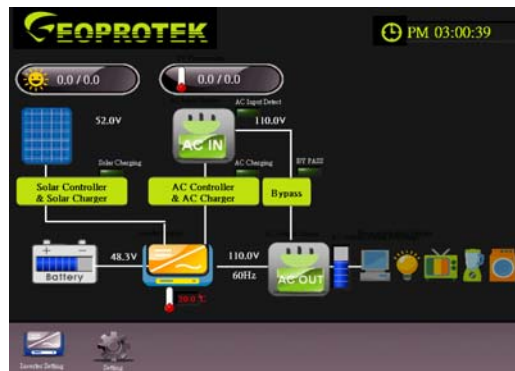 GEOPROTEK
PM 03:00:39
0.0 / 0.0
0.0 / 0.0
AC Input Detect
52.0V
110.0V
AC IN
Solar Charging
AC Charging
BY PASS
Solar Controller
& Solar Charger
AC Controller
& AC Charger
Bypass
48.3V
110.0V
60Hz
Battery
AC OUT
Inverter Setting
Setting